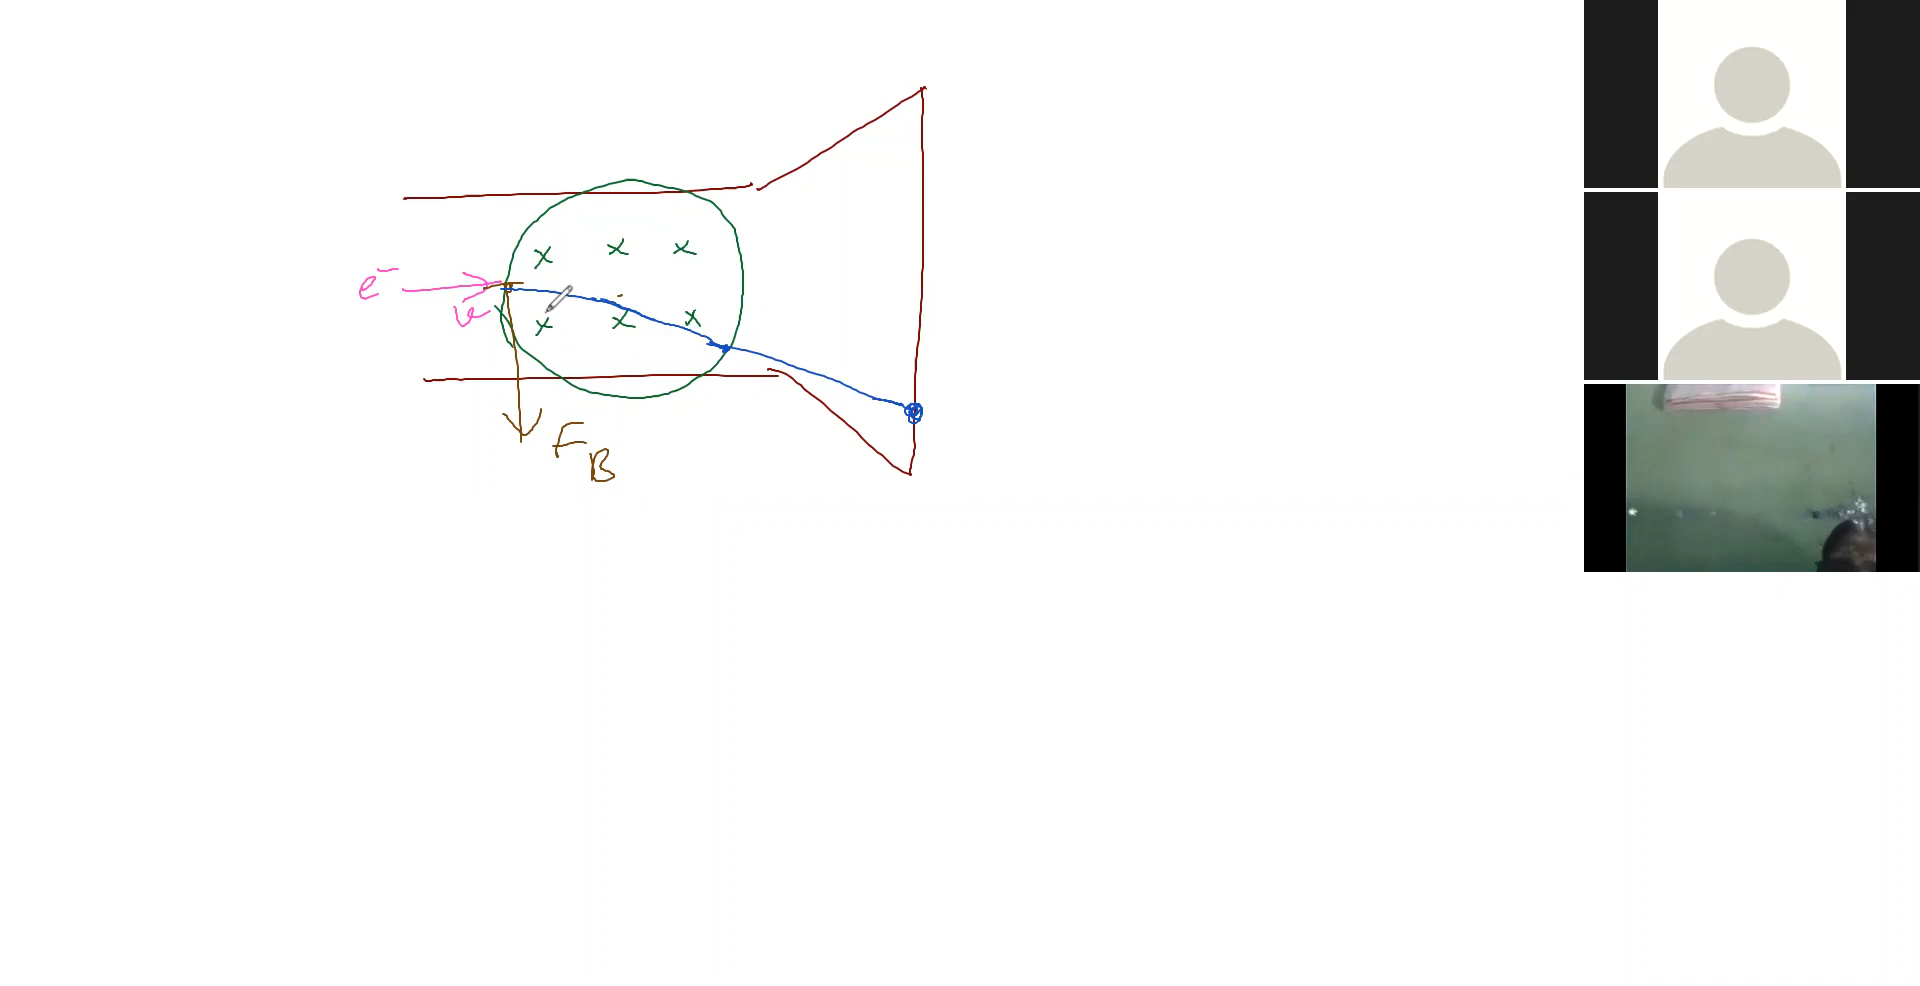 x x x
e⁻
v̄e
x x x
F_B